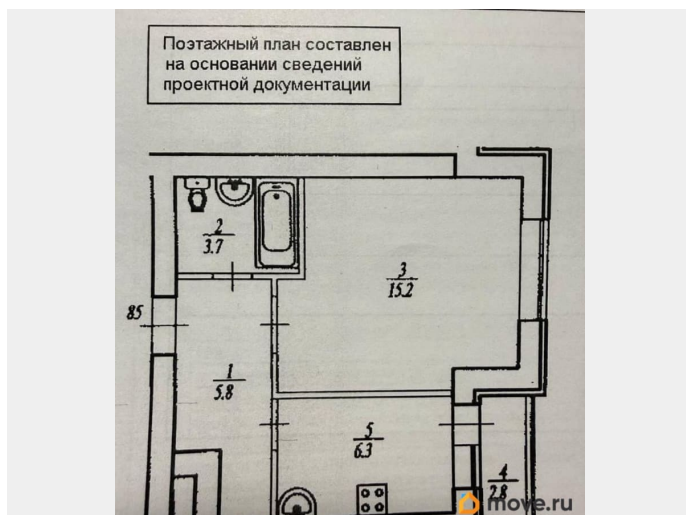 Поэтажный план составлен
на основании сведений
проектной документации
2
3.7
3
15.2
85
1
5.8
5
6.3
4
2.8
move.ru